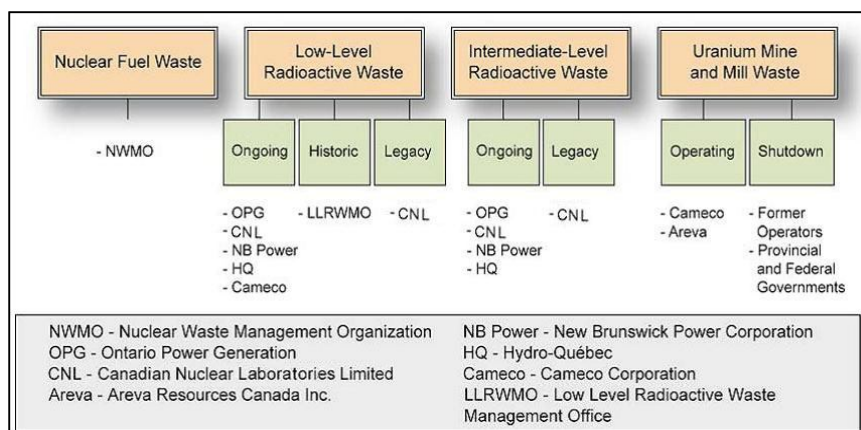 Nuclear Fuel Waste
- NWMO
Low-Level
Radioactive Waste
Ongoing
- OPG
- CNL
- NB Power
- HQ
- Cameco
Historic
- LLRWMO
Legacy
- CNL
Intermediate-Level
Radioactive Waste
Ongoing
- OPG
- CNL
- NB Power
- HQ
Legacy
- CNL
Uranium Mine
and Mill Waste
Operating
- Cameco
- Areva
Shutdown
- Former
Operators
- Provincial
and Federal
Governments
NWMO - Nuclear Waste Management Organization
OPG - Ontario Power Generation
CNL - Canadian Nuclear Laboratories Limited
Areva - Areva Resources Canada Inc.
NB Power - New Brunswick Power Corporation
HQ - Hydro-Québec
Cameco - Cameco Corporation
LLRWMO - Low Level Radioactive Waste
Management Office